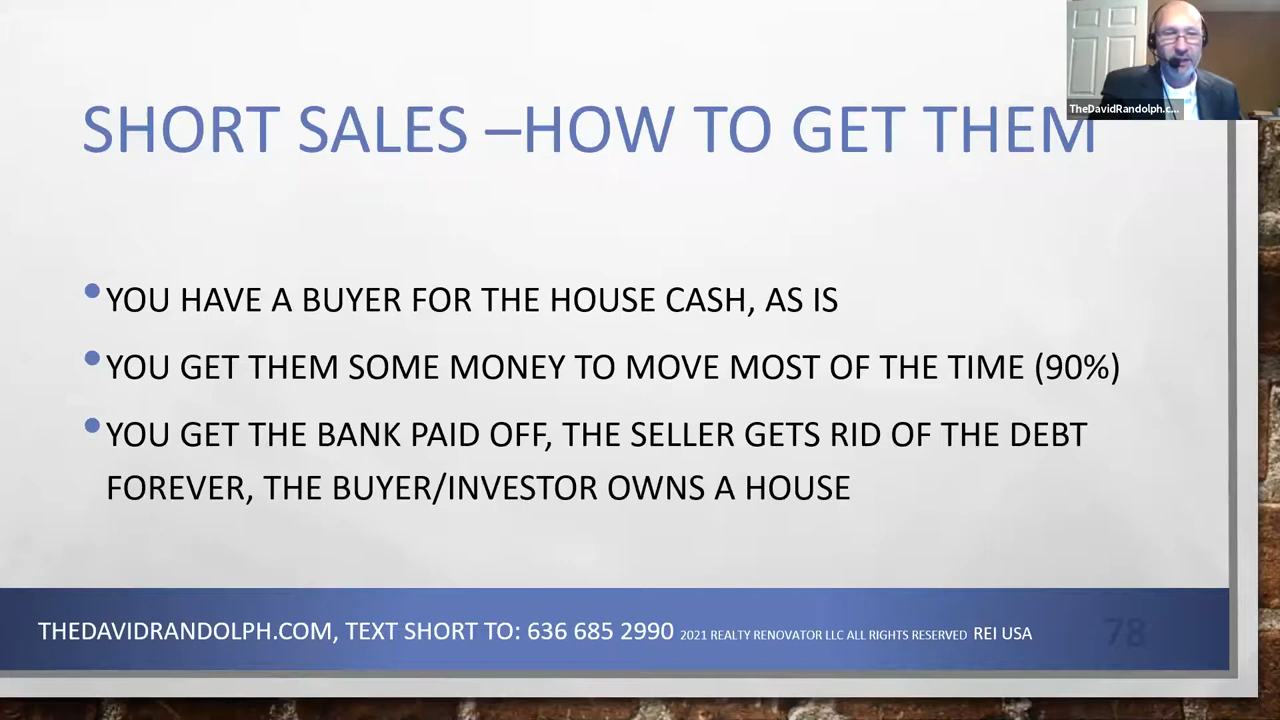 SHORT SALES –HOW TO GET THEM
TheDavidRandolph.c...
•YOU HAVE A BUYER FOR THE HOUSE CASH, AS IS
•YOU GET THEM SOME MONEY TO MOVE MOST OF THE TIME (90%)
•YOU GET THE BANK PAID OFF, THE SELLER GETS RID OF THE DEBT
FOREVER, THE BUYER/INVESTOR OWNS A HOUSE
THEDAVIDRANDOLPH.COM, TEXT SHORT TO: 636 685 2990 2021 REALTY RENOVATOR LLC ALL RIGHTS RESERVED REI USA
78